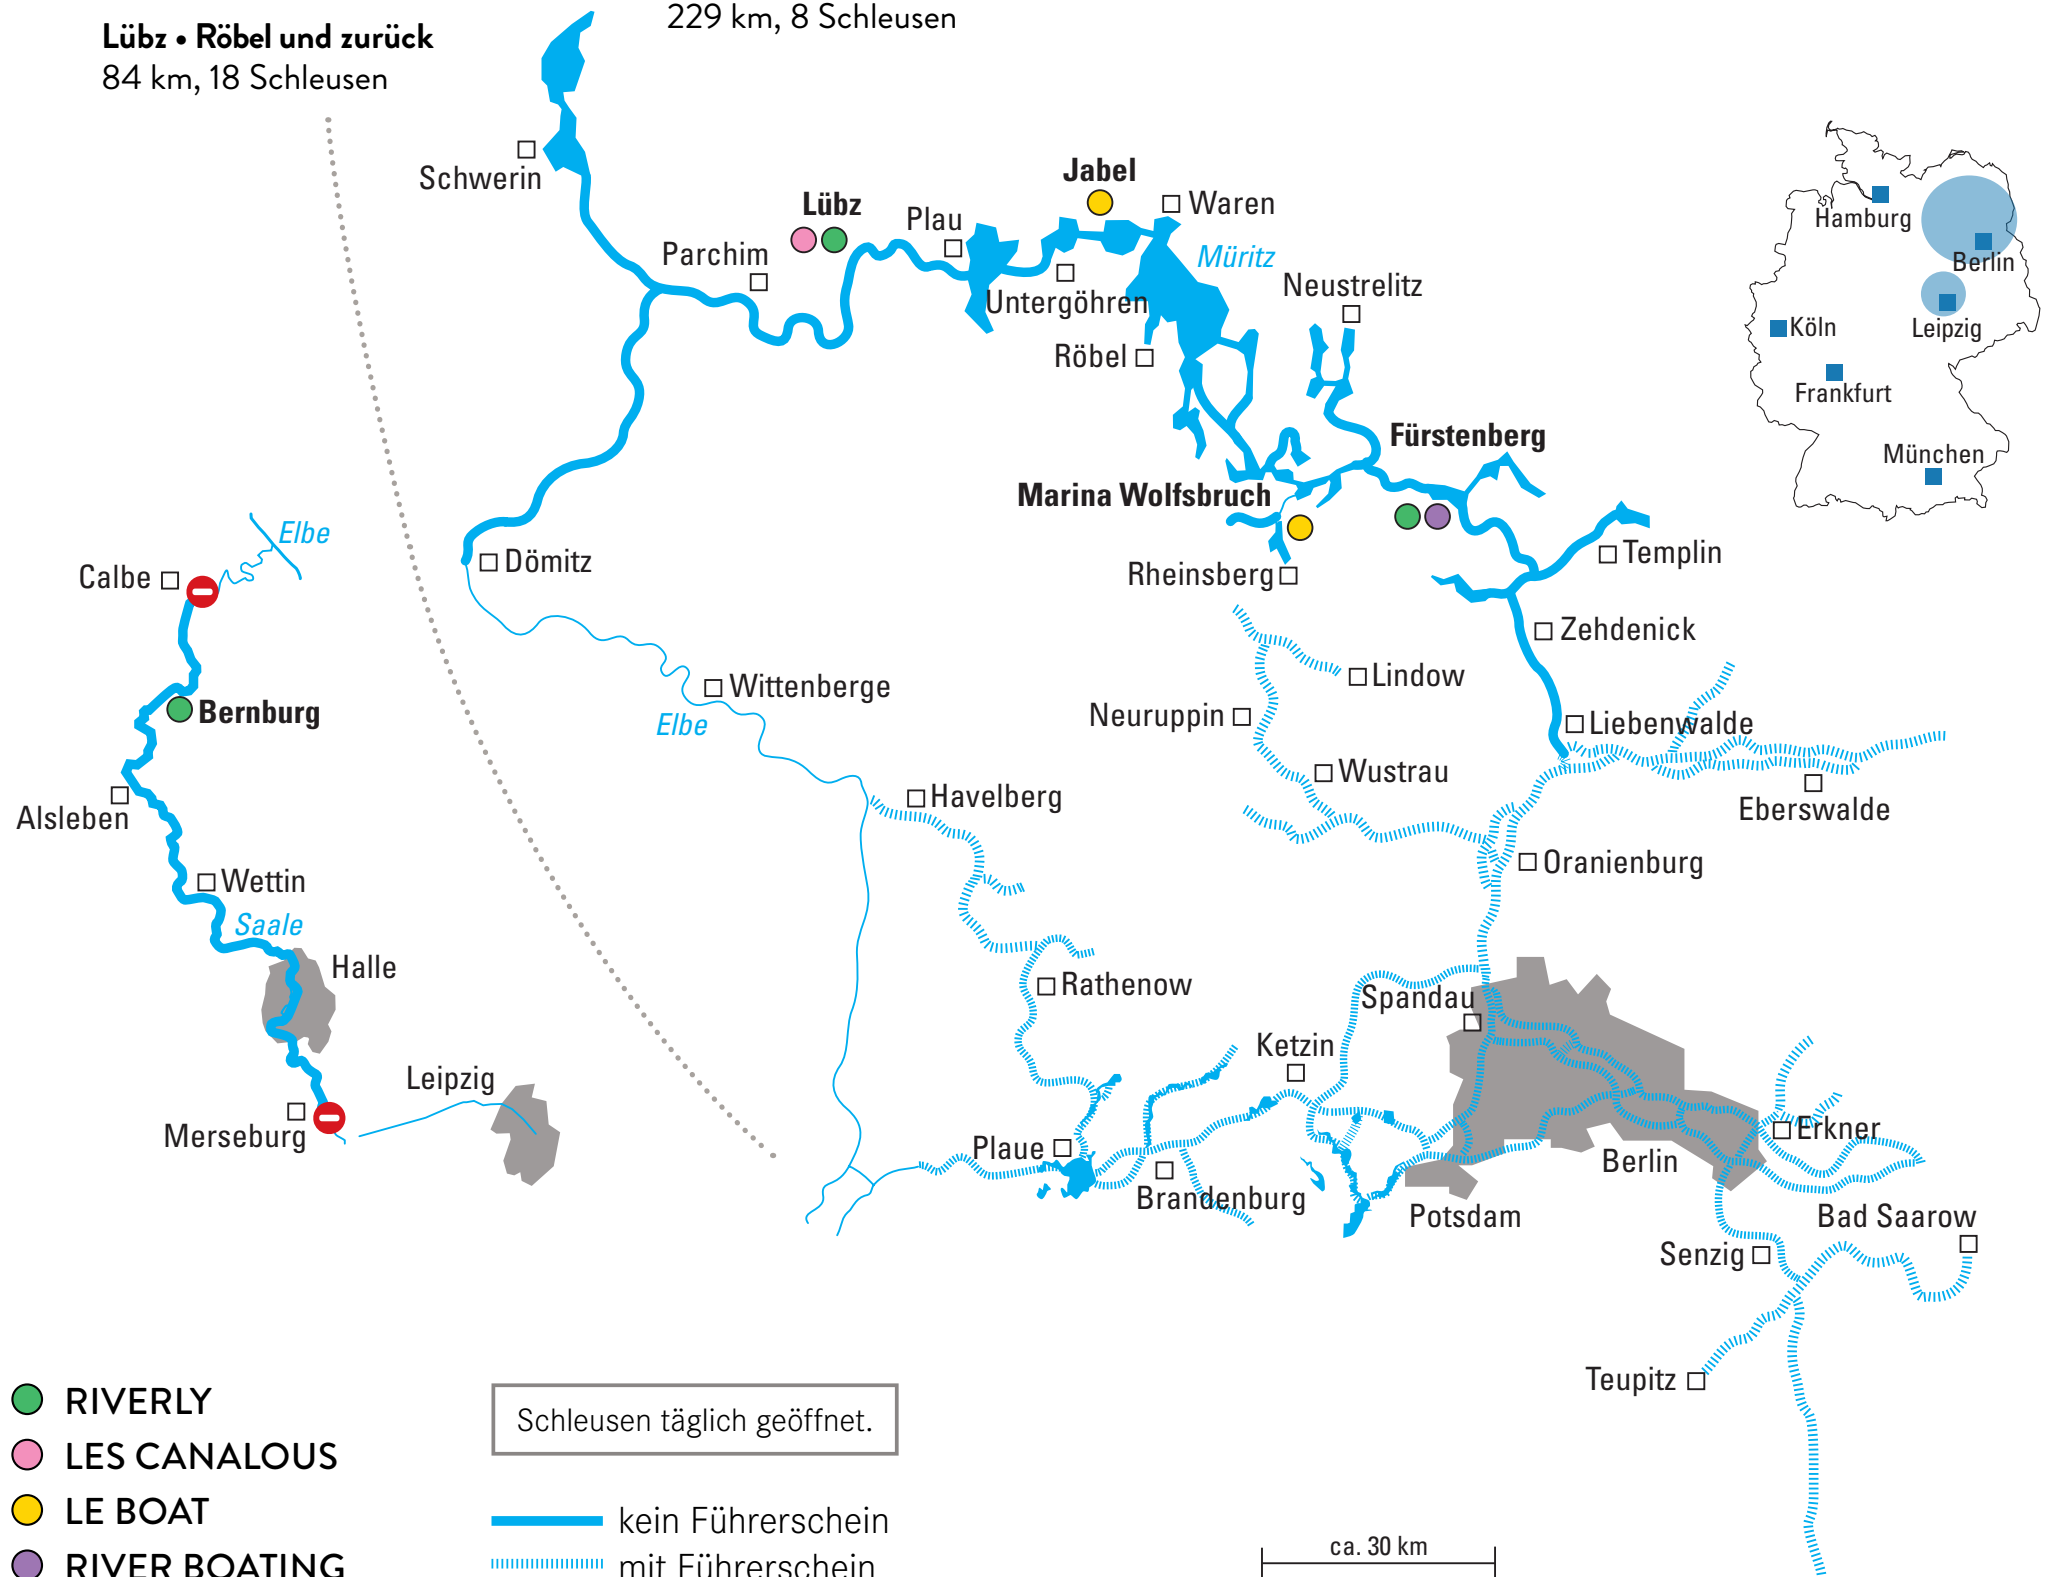 229 km, 8 Schleusen
Lübz • Röbel und zurück
84 km, 18 Schleusen
Schwerin
Parchim
Lübz
Plau
Jabel
Waren
Müritz
Untergöhren
Röbel
Neustrelitz
Fürstenberg
Marina Wolfsbruch
Rheinsberg
Templin
Zehdenick
Hamburg
Berlin
Leipzig
Köln
Frankfurt
München
Elbe
Calbe
Bernburg
Alsleben
Wettin
Saale
Halle
Leipzig
Merseburg
Dömitz
Wittenberge
Elbe
Havelberg
Rathenow
Lindow
Neuruppin
Wustrau
Liebenwalde
Eberswalde
Oranienburg
Spandau
Ketzin
Plaue
Brandenburg
Potsdam
Berlin
Erkner
Bad Saarow
Senzig
Teupitz
RIVERLY
LES CANALOUS
LE BOAT
RIVER BOATING
Schleusen täglich geöffnet.
kein Führerschein
mit Führerschein
ca. 30 km